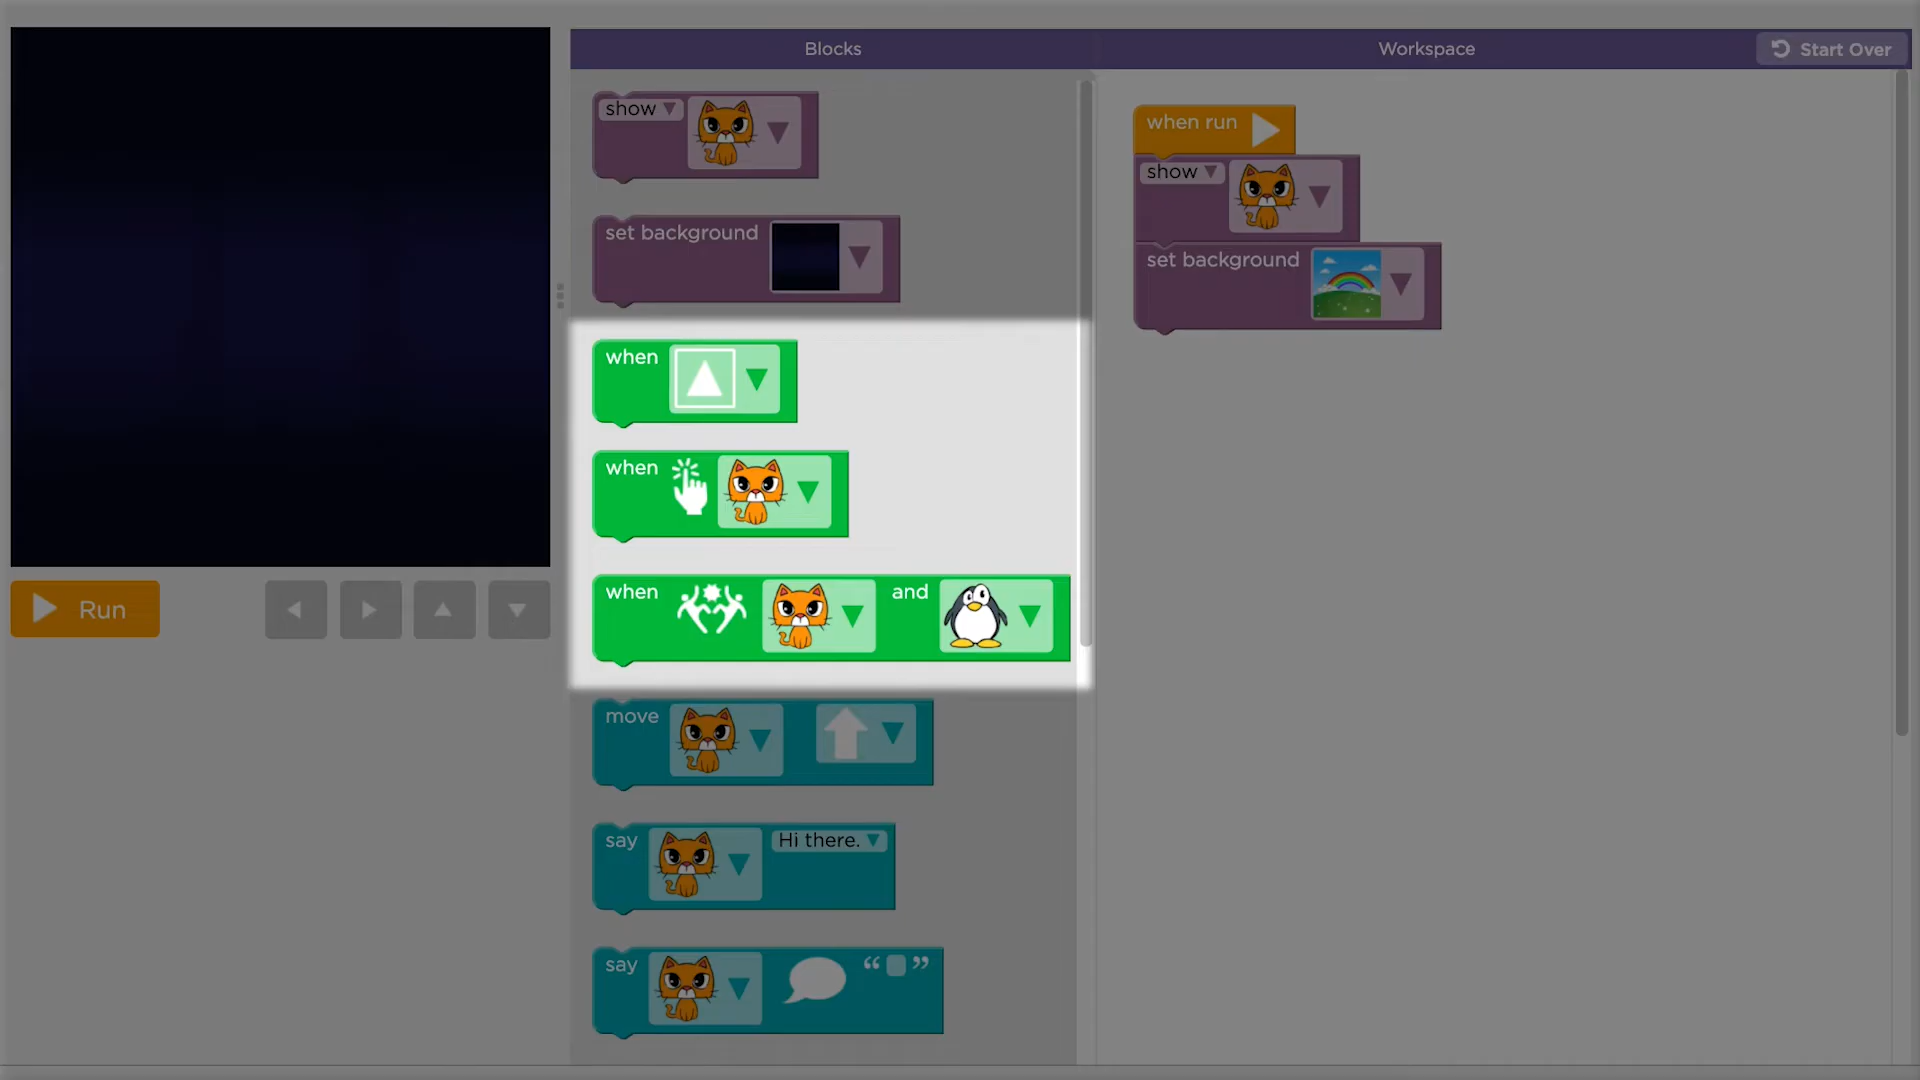 Blocks
Workspace
Start Over
show
set background
when
when
when and
move
say Hi there.
say “ ”
when run
show
set background
Run